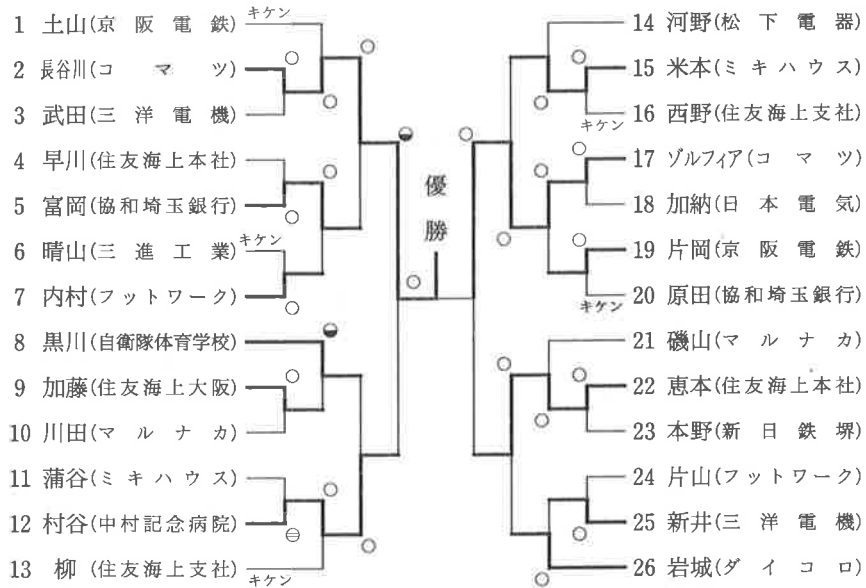 1 土山(京阪電鉄) キケン
2 長谷川(コマツ)
3 武田(三洋電機)
4 早川(住友海上本社)
5 富岡(協和埼玉銀行)
6 晴山(三進工業) キケン
7 内村(フットワーク)
8 黒川(自衛隊体育学校)
9 加藤(住友海上大阪)
10 川田(マルナカ)
11 蒲谷(ミキハウス)
12 村谷(中村記念病院)
13 柳(住友海上支社) キケン
優勝
14 河野(松下電器)
15 米本(ミキハウス)
キケン 16 西野(住友海上支社)
17 ゾルフィア(コマツ)
18 加納(日本電気)
19 片岡(京阪電鉄)
キケン 20 原田(協和埼玉銀行)
21 磯山(マルナカ)
22 恵本(住友海上本社)
23 本野(新日鉄堺)
24 片山(フットワーク)
25 新井(三洋電機)
26 岩城(ダイコロ)